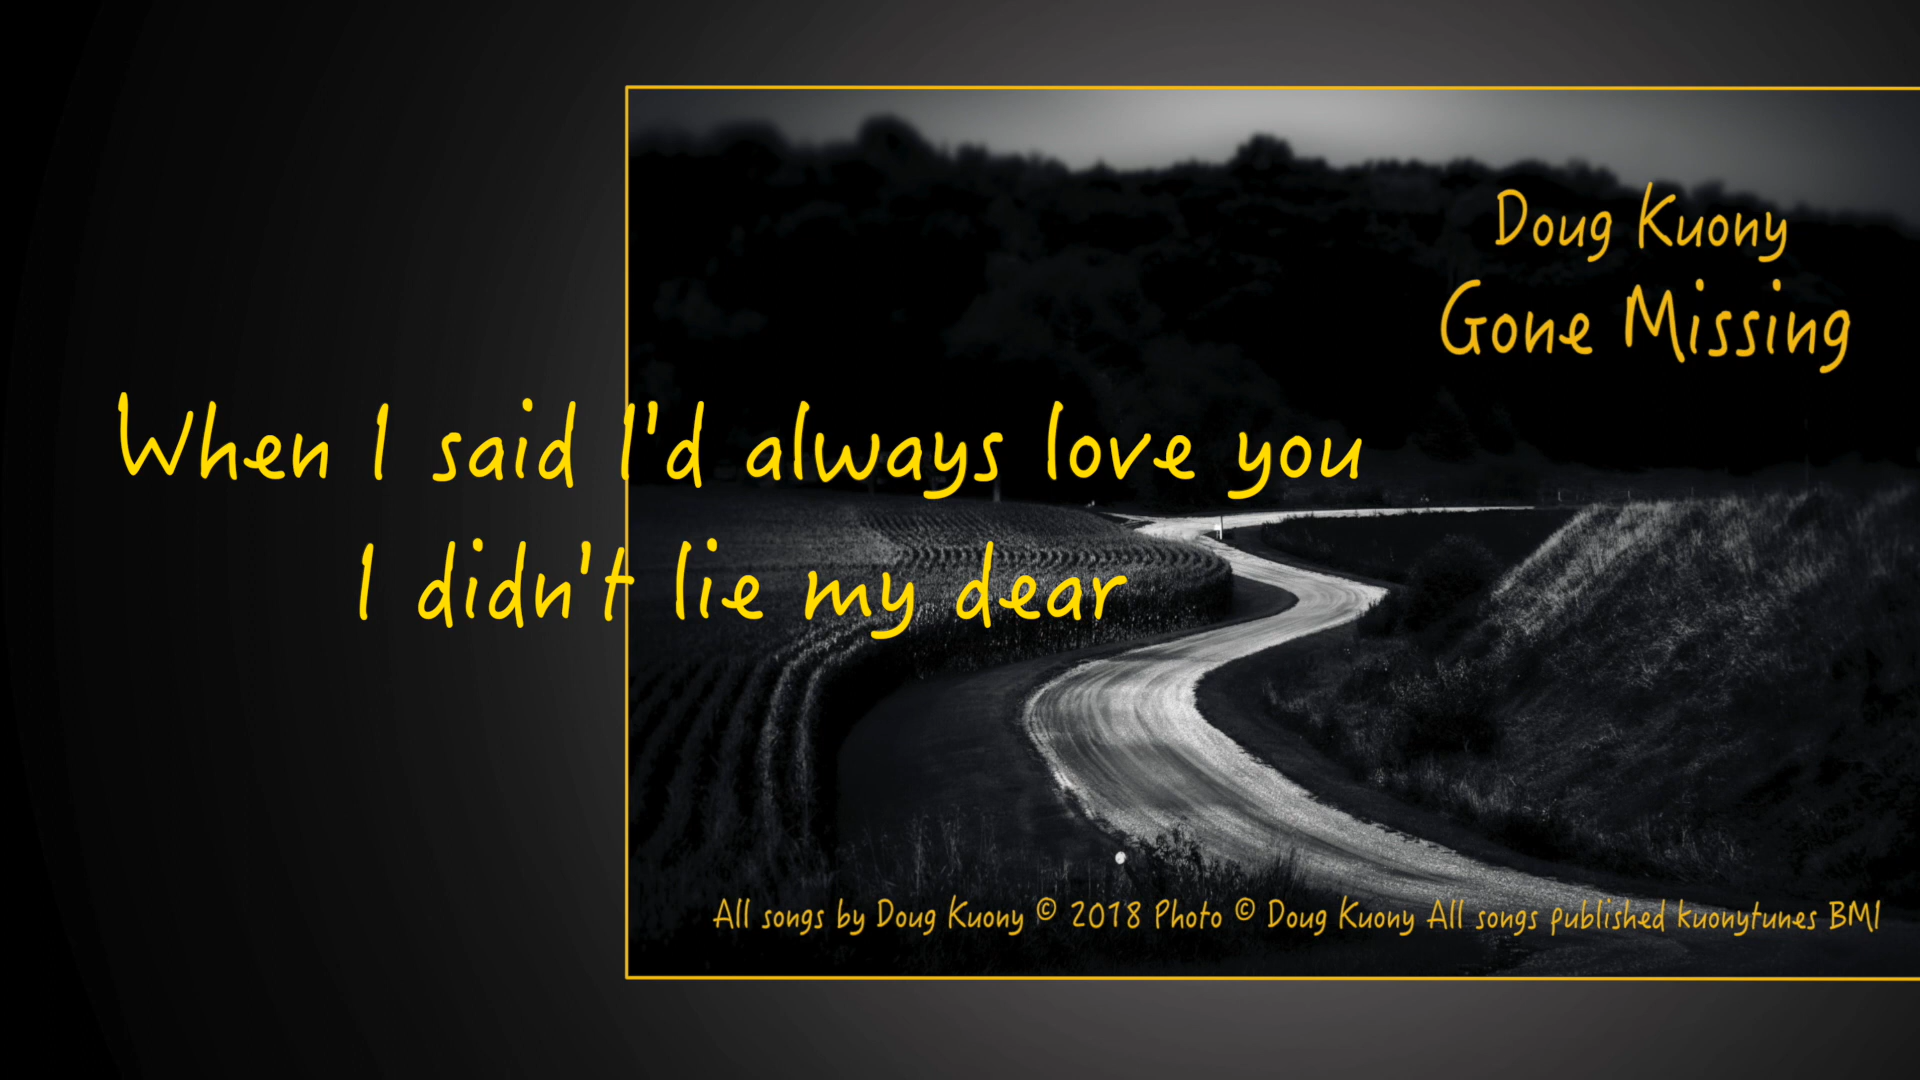 Doug Kuony
Gone Missing
When I said I'd always love you
I didn't lie my dear
All songs by Doug Kuony © 2018 Photo © Doug Kuony All songs published kuonytunes BMI